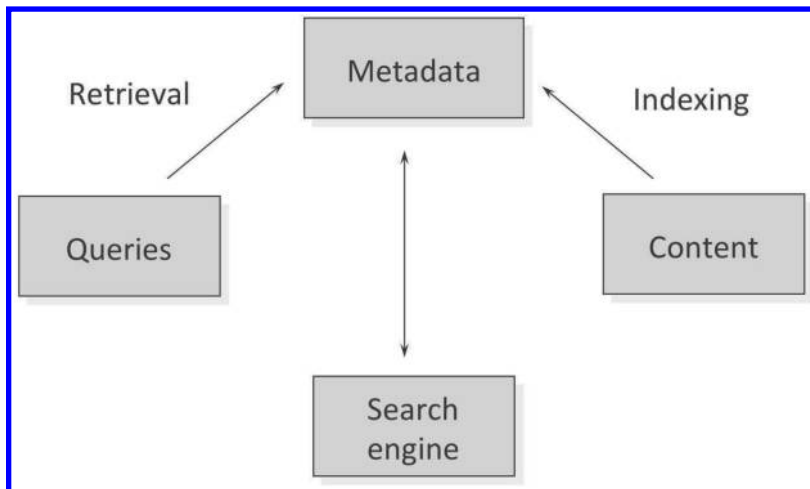 Metadata
Retrieval
Indexing
Queries
Content
Search
engine